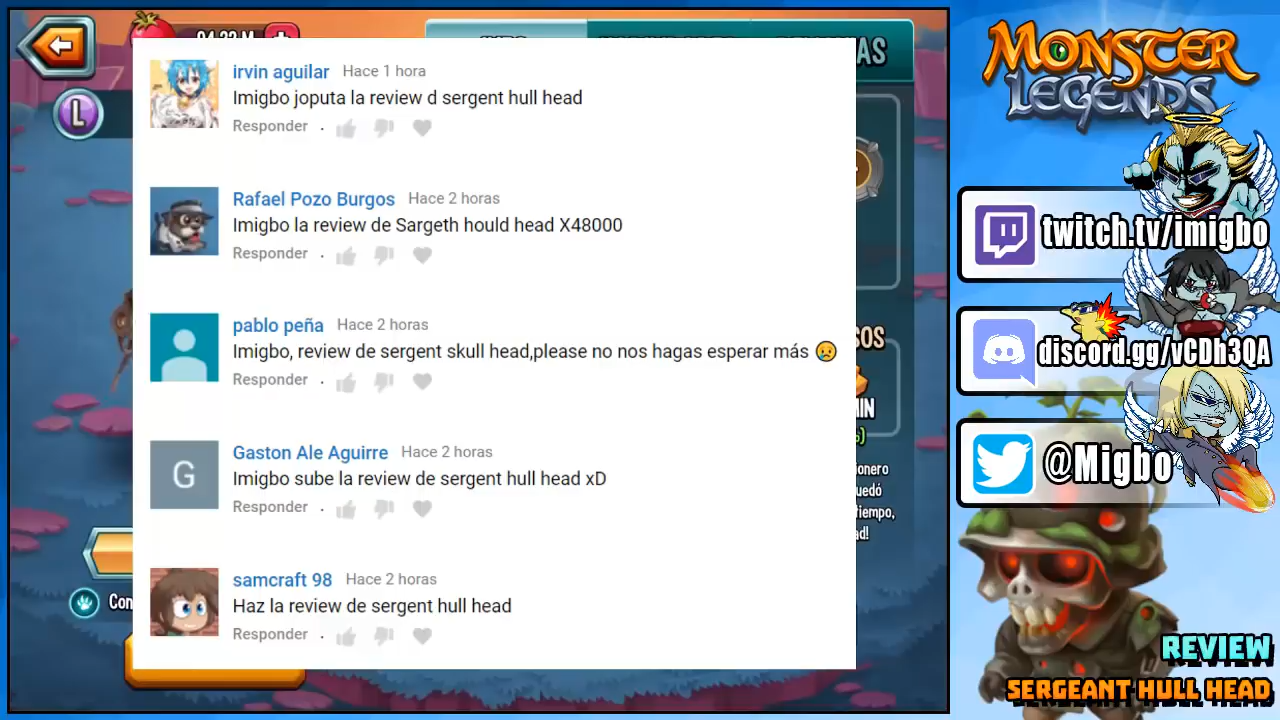 94.33 M
L
irvin aguilar Hace 1 hora
Imigbo joputa la review d sergent hull head
Responder .
Rafael Pozo Burgos Hace 2 horas
Imigbo la review de Sargeth hould head X48000
Responder .
pablo peña Hace 2 horas
Imigbo, review de sergent skull head,please no nos hagas esperar más 😥
Responder .
G
Gaston Ale Aguirre Hace 2 horas
Imigbo sube la review de sergent hull head xD
Responder .
samcraft 98 Hace 2 horas
Haz la review de sergent hull head
Responder .
MONSTER
LEGENDS
twitch.tv/imigbo
discord.gg/vCDh3QA
@Migbo
REVIEW
SERGEANT HULL HEAD